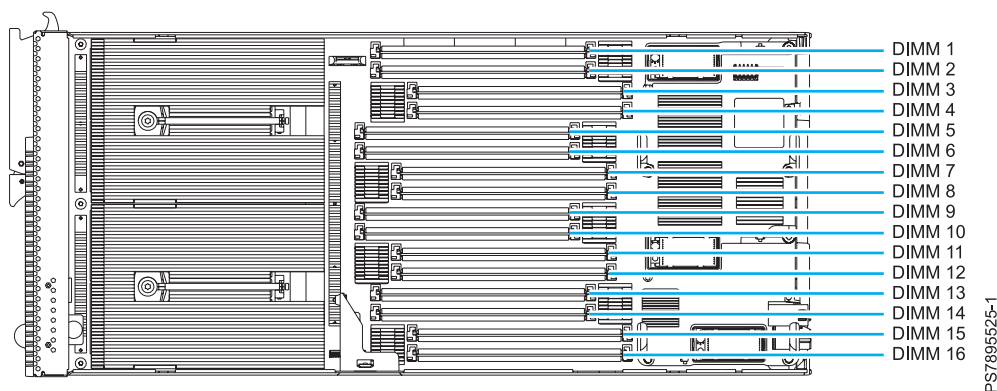 DIMM 1
DIMM 2
DIMM 3
DIMM 4
DIMM 5
DIMM 6
DIMM 7
DIMM 8
DIMM 9
DIMM 10
DIMM 11
DIMM 12
DIMM 13
DIMM 14
DIMM 15
DIMM 16
PS7895525-1